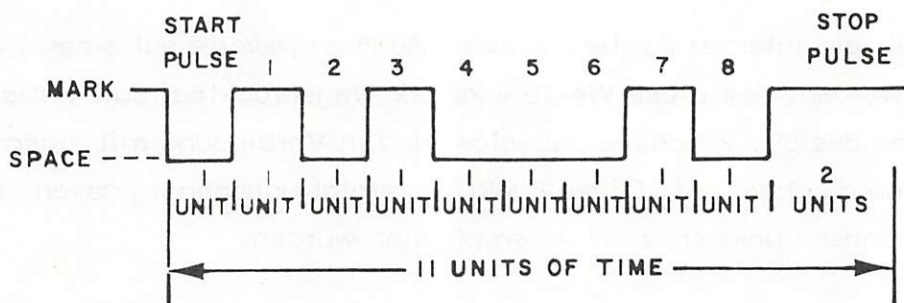 START PULSE
STOP PULSE
1 2 3 4 5 6 7 8
MARK
SPACE
UNIT UNIT UNIT UNIT UNIT UNIT UNIT UNIT UNIT 2 UNITS
11 UNITS OF TIME